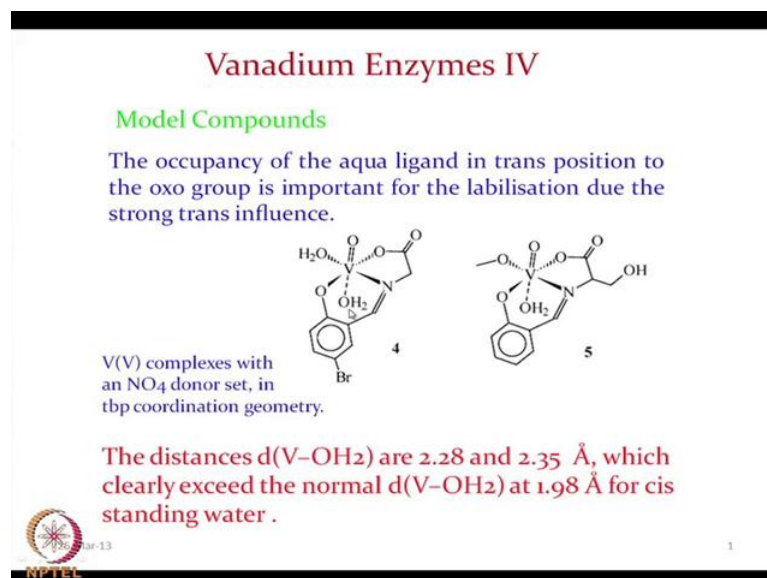 Vanadium Enzymes IV
Model Compounds
The occupancy of the aqua ligand in trans position to
the oxo group is important for the labilisation due the
strong trans influence.
O
O
H₂O
O
V
N
O
OH₂
Br
4
O
O
O
O
V
N
OH
O
OH₂
5
V(V) complexes with
an NO4 donor set, in
tbp coordination geometry.
The distances d(V–OH2) are 2.28 and 2.35 Å, which
clearly exceed the normal d(V–OH2) at 1.98 Å for cis
standing water .
26-Mar-13
1
NPTEL